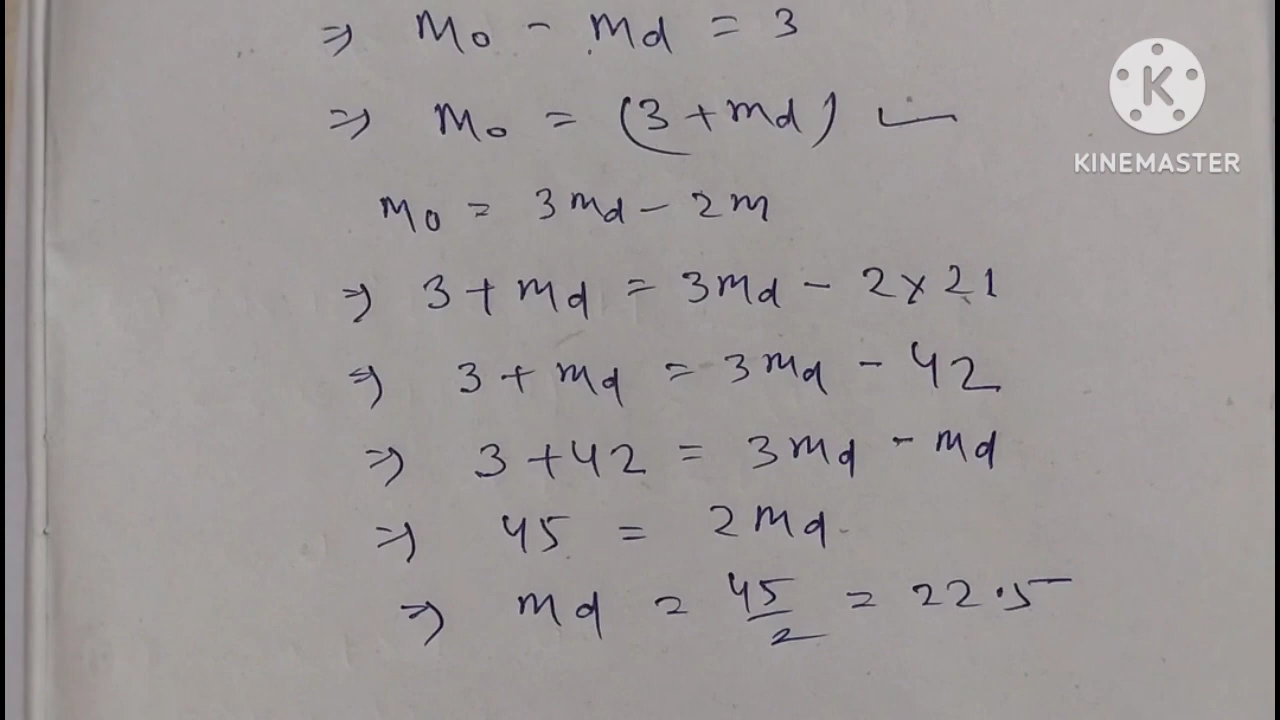 ⇒ Mo - Md = 3
⇒ Mo = (3 + Md)
K
KINEMASTER
Mo = 3Md - 2M
⇒ 3 + Md = 3Md - 2 × 21
⇒ 3 + Md = 3Md - 42
⇒ 3 + 42 = 3Md - Md
⇒ 45 = 2Md
⇒ Md = 45/2 = 22.5